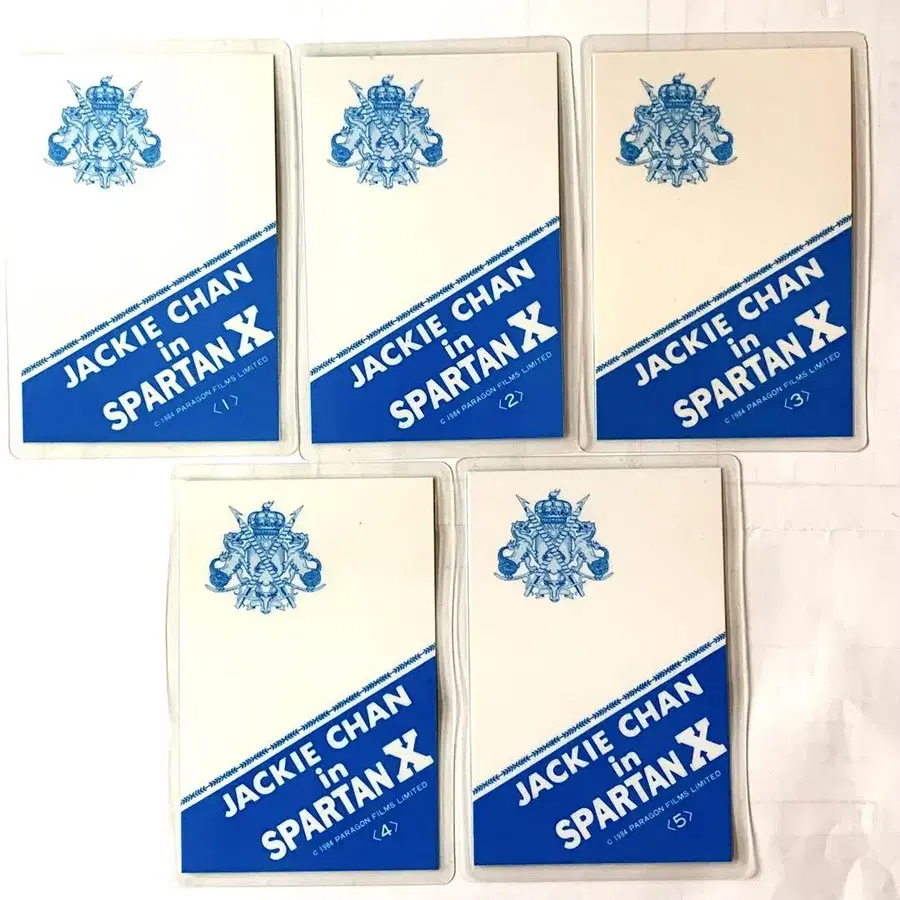 JACKIE CHAN
in
SPARTAN X
© 1984 PARAGON FILMS LIMITED
〈1〉
JACKIE CHAN
in
SPARTAN X
© 1984 PARAGON FILMS LIMITED
〈2〉
JACKIE CHAN
in
SPARTAN X
© 1984 PARAGON FILMS LIMITED
〈3〉
JACKIE CHAN
in
SPARTAN X
© 1984 PARAGON FILMS LIMITED
〈4〉
JACKIE CHAN
in
SPARTAN X
© 1984 PARAGON FILMS LIMITED
〈5〉